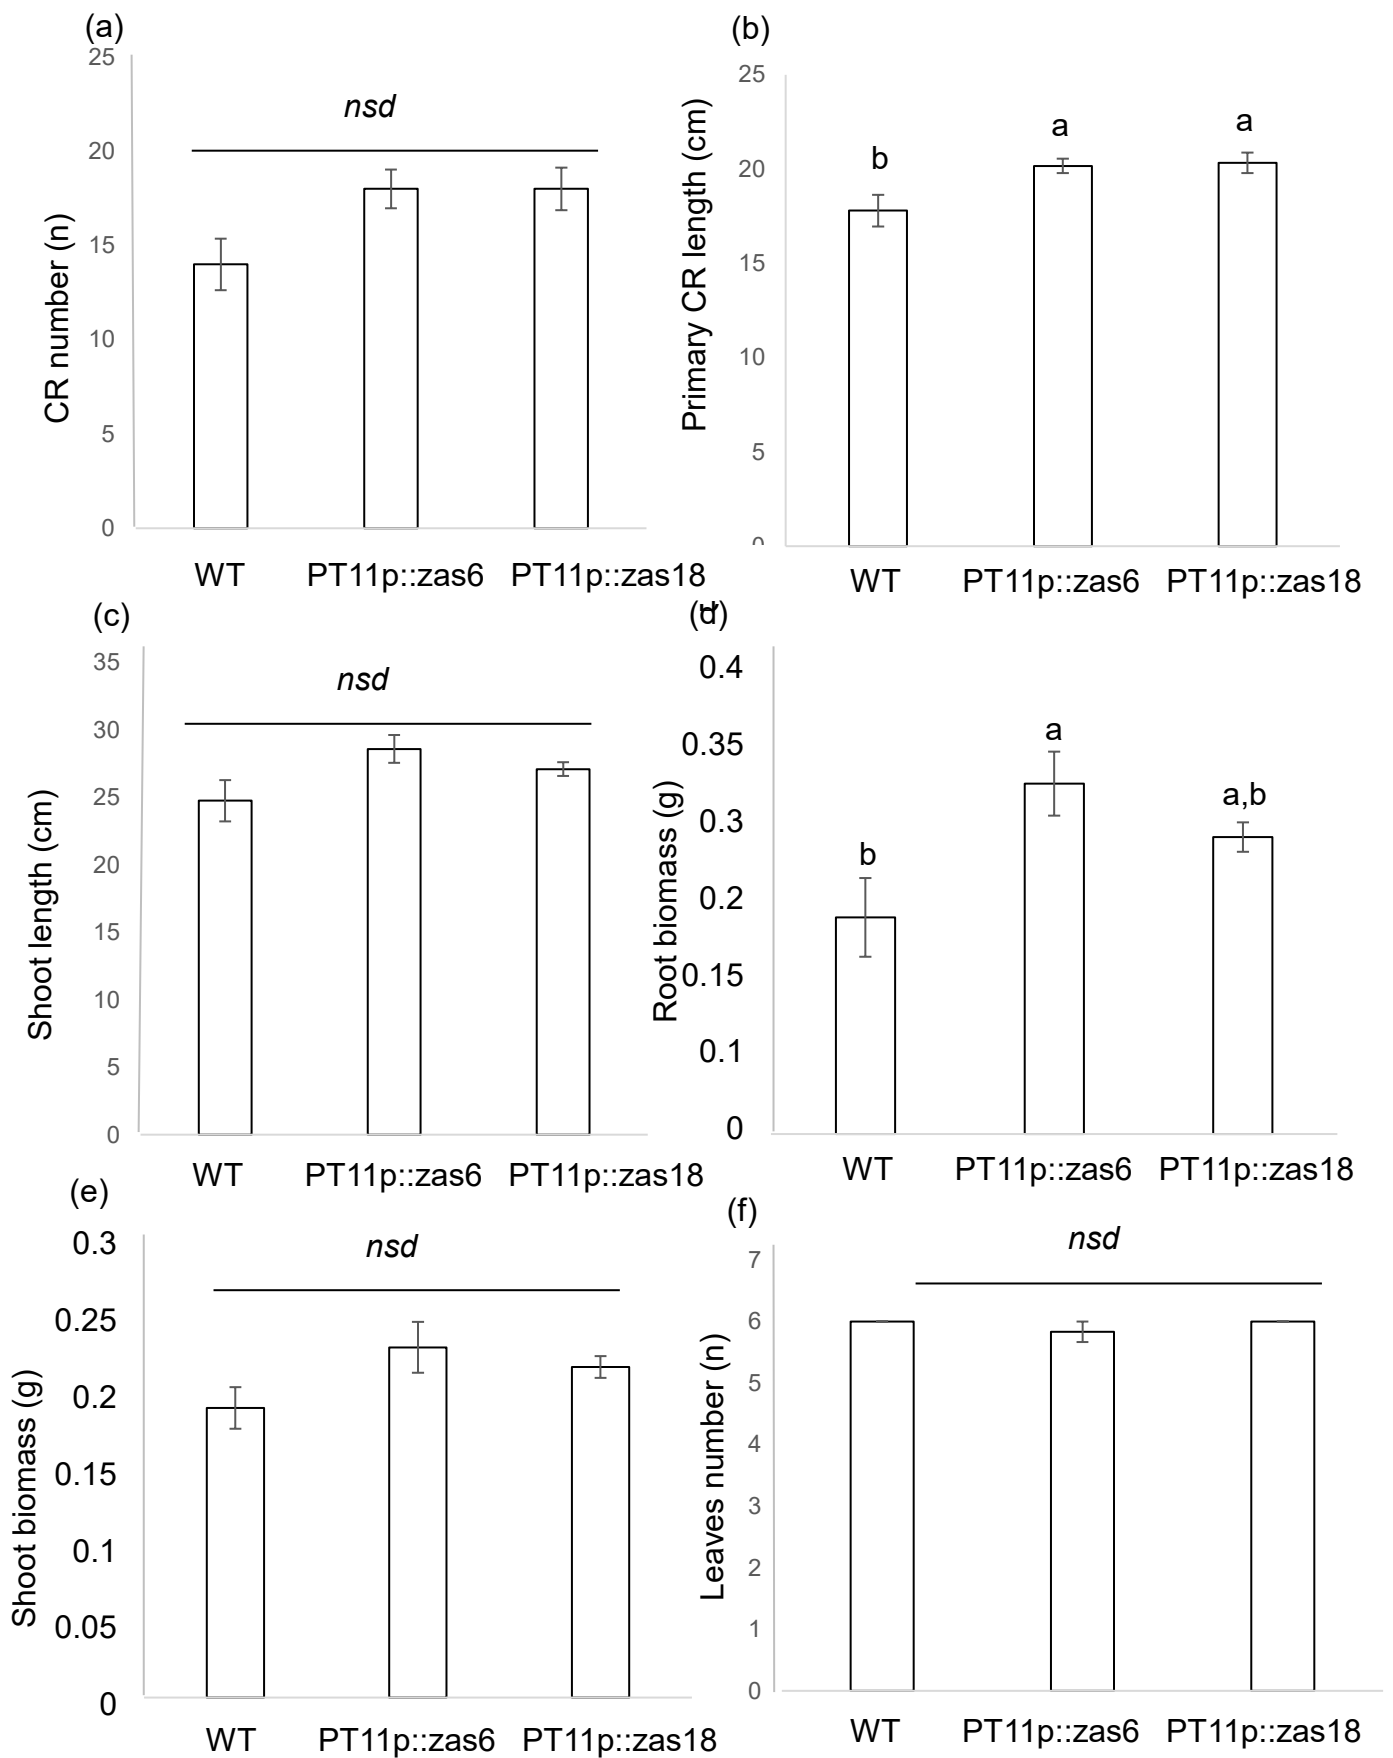 (a)
25
20
15
10
5
0
CR number (n)
nsd
WT PT11p::zas6 PT11p::zas18
(b)
25
20
15
10
5
0
Primary CR length (cm)
b a a
WT PT11p::zas6 PT11p::zas18
(c)
35
30
25
20
15
10
5
0
Shoot length (cm)
nsd
WT PT11p::zas6 PT11p::zas18
(d)
0.4
0.35
0.3
0.2
0.15
0.1
0
Root biomass (g)
b a a,b
WT PT11p::zas6 PT11p::zas18
(e)
0.3
0.25
0.2
0.15
0.1
0.05
0
Shoot biomass (g)
nsd
WT PT11p::zas6 PT11p::zas18
(f)
7
6
5
4
3
2
1
0
Leaves number (n)
nsd
WT PT11p::zas6 PT11p::zas18